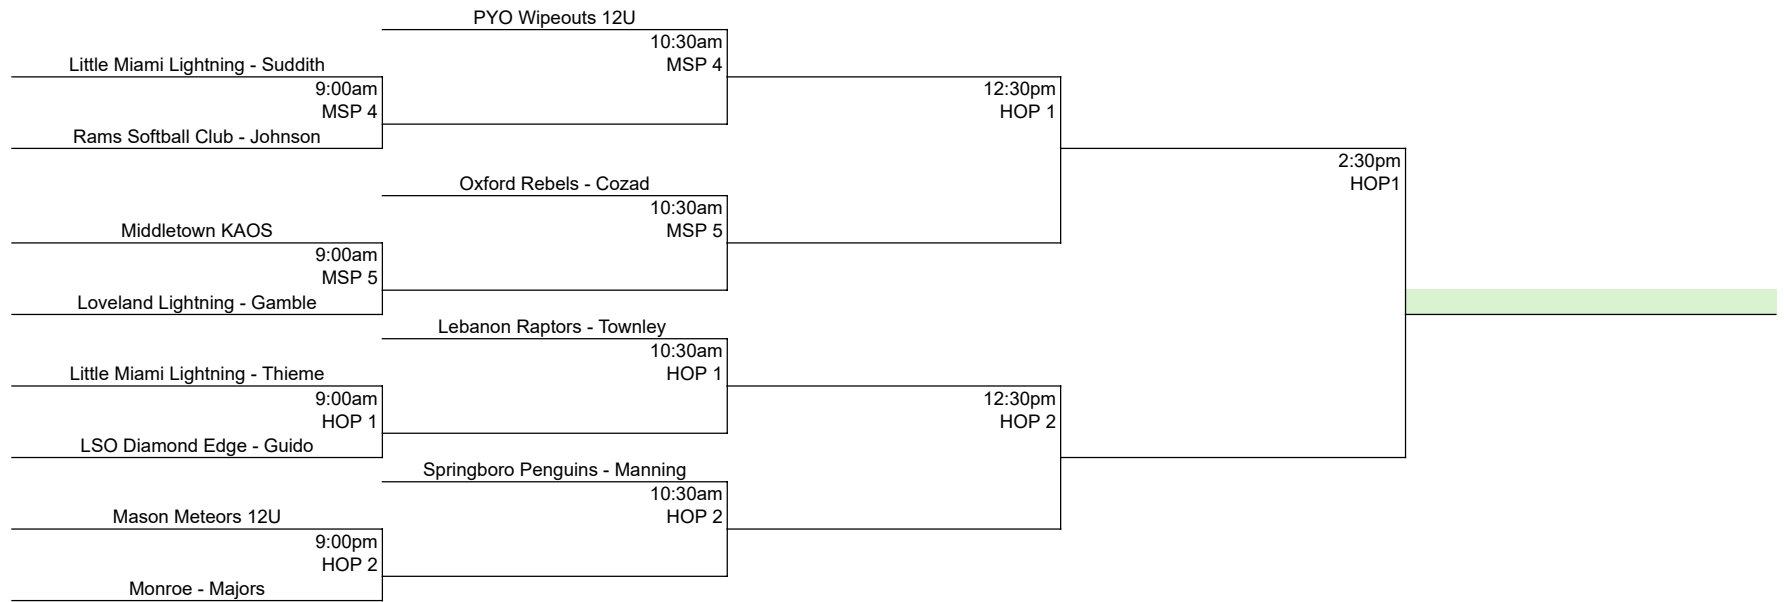 PYO Wipeouts 12U
10:30am
MSP 4
Little Miami Lightning - Suddith
9:00am
MSP 4
Rams Softball Club - Johnson
12:30pm
HOP 1
Oxford Rebels - Cozad
10:30am
MSP 5
Middletown KAOS
9:00am
MSP 5
Loveland Lightning - Gamble
2:30pm
HOP1
Lebanon Raptors - Townley
10:30am
HOP 1
Little Miami Lightning - Thieme
9:00am
HOP 1
LSO Diamond Edge - Guido
12:30pm
HOP 2
Springboro Penguins - Manning
10:30am
HOP 2
Mason Meteors 12U
9:00pm
HOP 2
Monroe - Majors